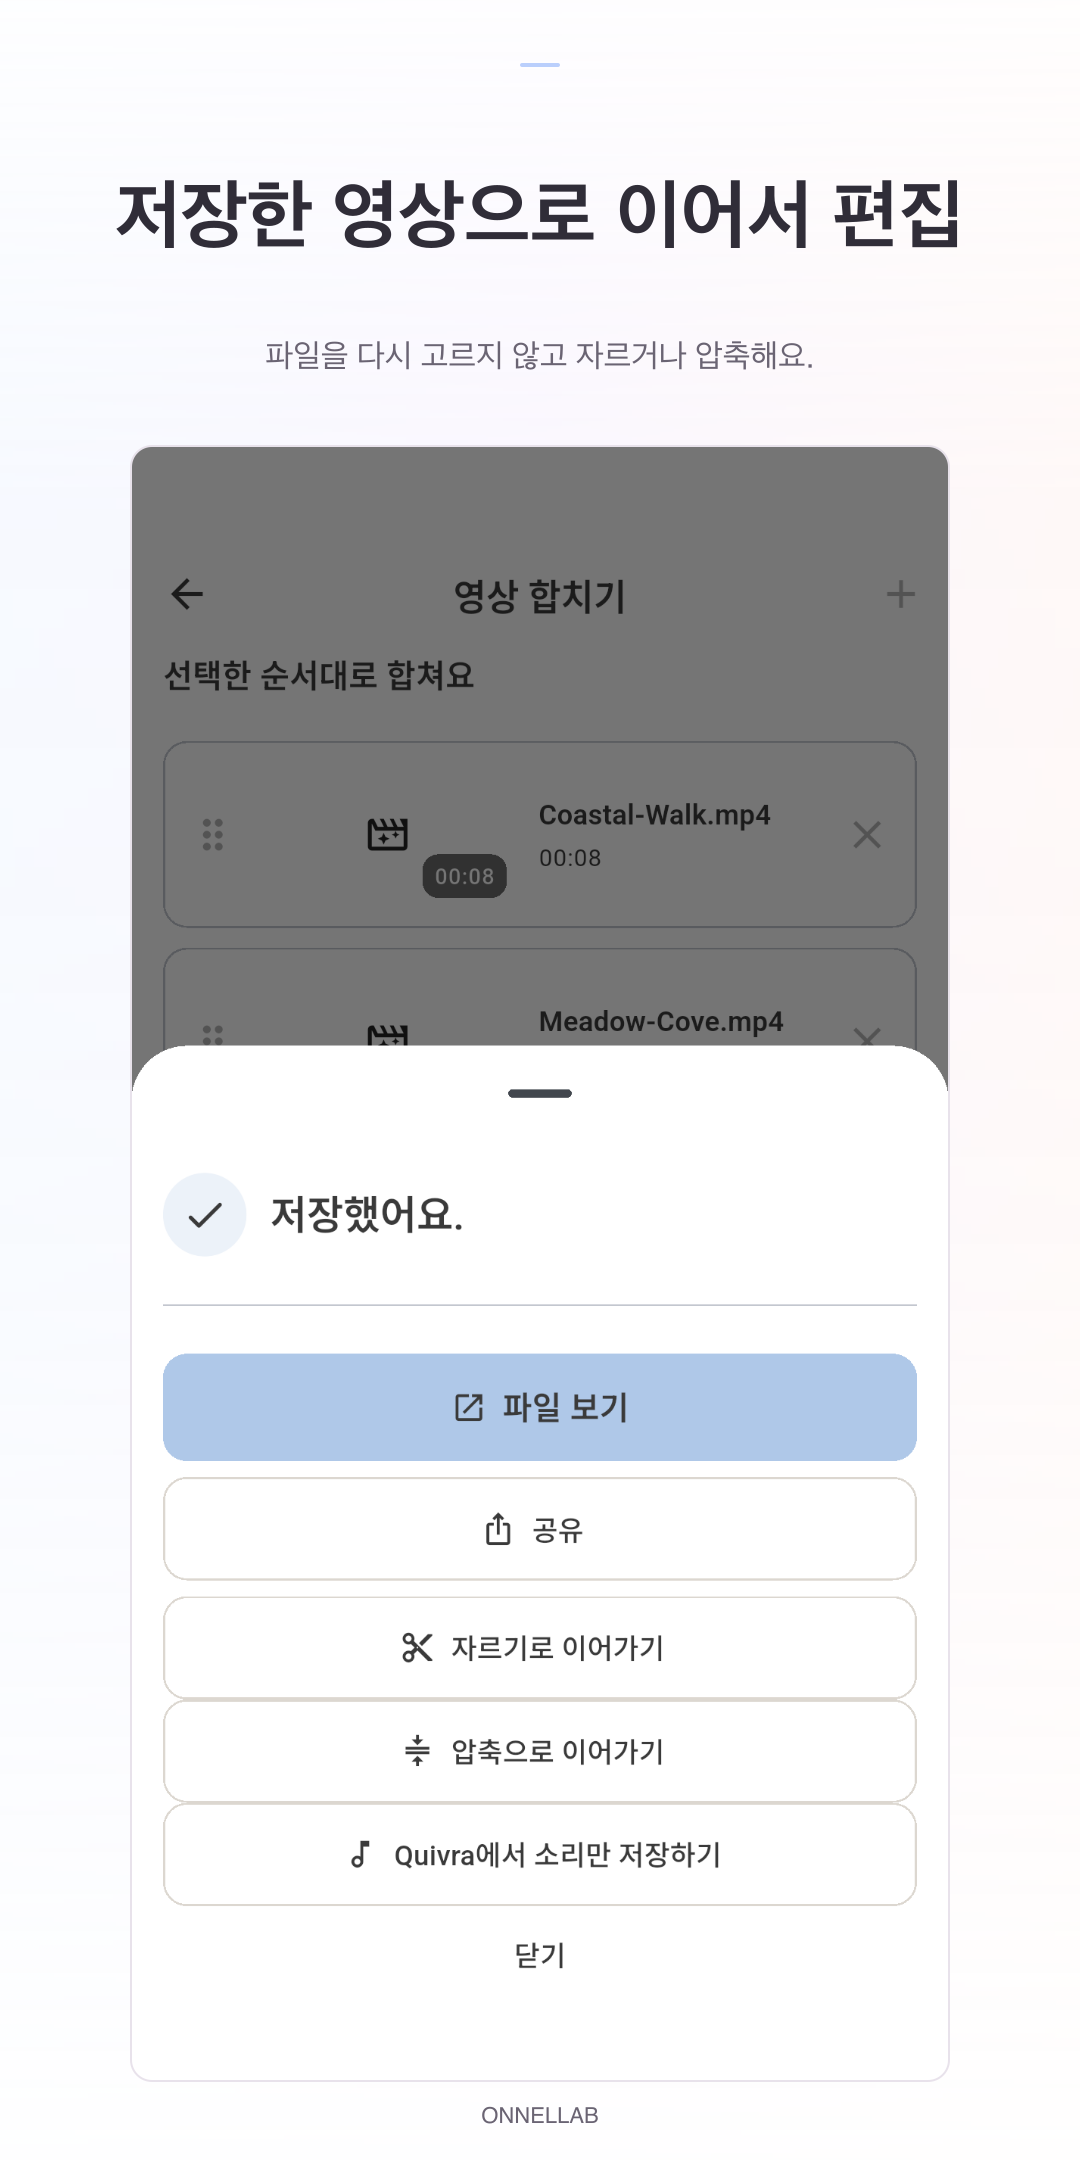 저장한 영상으로 이어서 편집
파일을 다시 고르지 않고 자르거나 압축해요.
영상 합치기
선택한 순서대로 합쳐요
Coastal-Walk.mp4
00:08
00:08
Meadow-Cove.mp4
저장했어요.
파일 보기
공유
자르기로 이어가기
압축으로 이어가기
Quivra에서 소리만 저장하기
닫기
ONNELLAB